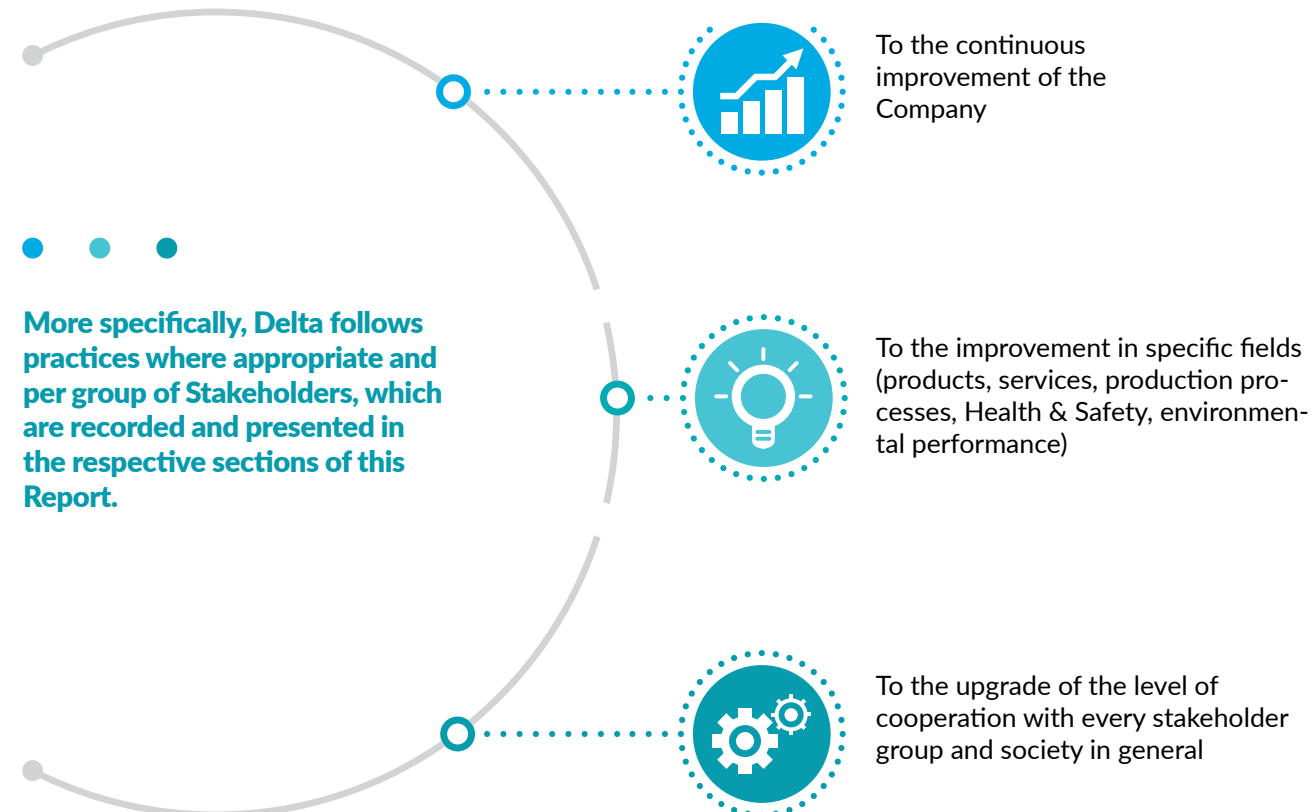 More specifically, Delta follows
practices where appropriate and
per group of Stakeholders, which
are recorded and presented in
the respective sections of this
Report.
To the continuous
improvement of the
Company
To the improvement in specific fields
(products, services, production pro-
cesses, Health & Safety, environmen-
tal performance)
To the upgrade of the level of
cooperation with every stakeholder
group and society in general